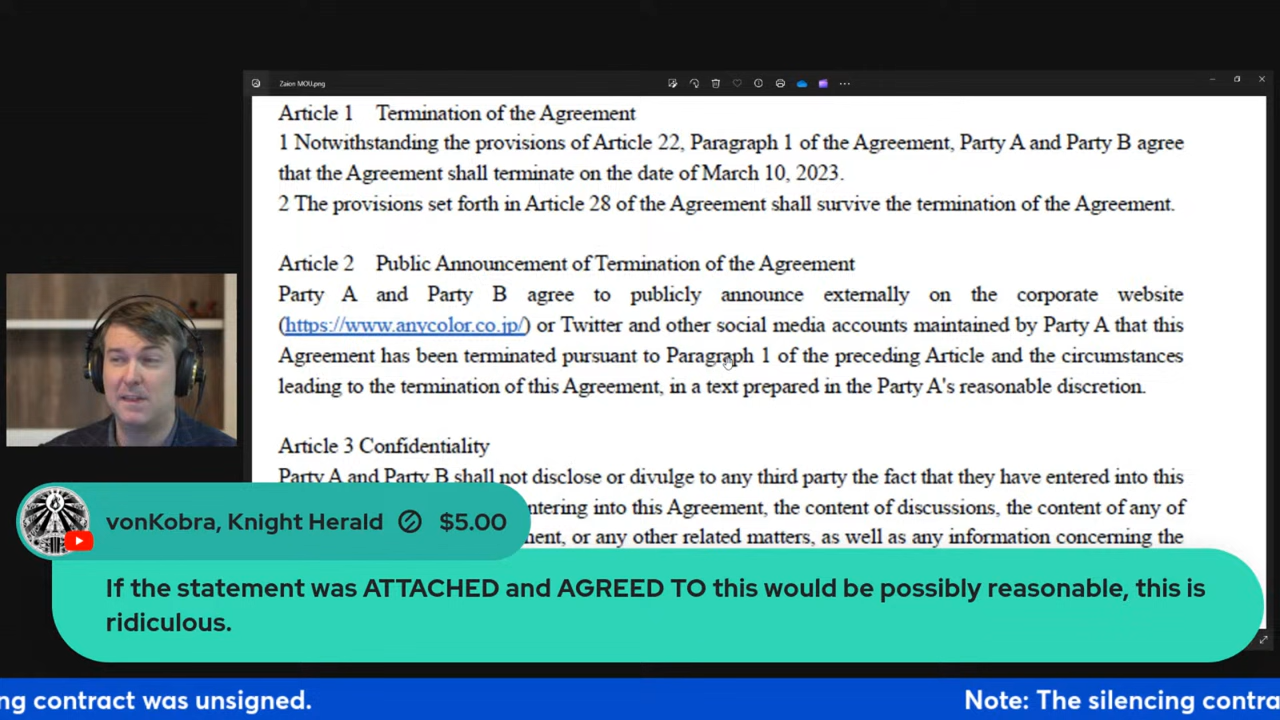 Zaion MOU.png
Article 1 Termination of the Agreement
1 Notwithstanding the provisions of Article 22, Paragraph 1 of the Agreement, Party A and Party B agree
that the Agreement shall terminate on the date of March 10, 2023.
2 The provisions set forth in Article 28 of the Agreement shall survive the termination of the Agreement.
Article 2 Public Announcement of Termination of the Agreement
Party A and Party B agree to publicly announce externally on the corporate website
(https://www.anycolor.co.jp/) or Twitter and other social media accounts maintained by Party A that this
Agreement has been terminated pursuant to Paragraph 1 of the preceding Article and the circumstances
leading to the termination of this Agreement, in a text prepared in the Party A's reasonable discretion.
Article 3 Confidentiality
Party A and Party B shall not disclose or divulge to any third party the fact that they have entered into this
ntering into this Agreement, the content of discussions, the content of any of
ment, or any other related matters, as well as any information concerning the
vonKobra, Knight Herald $5.00
If the statement was ATTACHED and AGREED TO this would be possibly reasonable, this is
ridiculous.
ng contract was unsigned. Note: The silencing contra